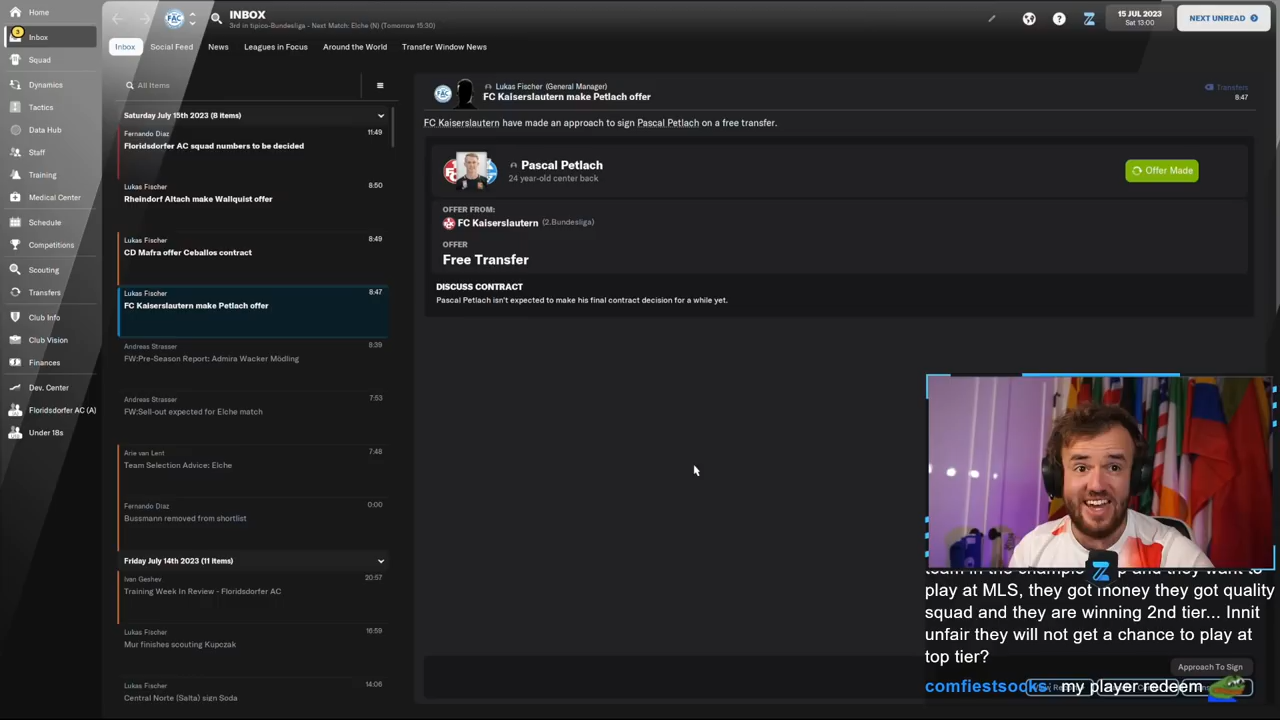 Home
INBOX
3rd in tipico-Bundesliga - Next Match: Elche (N) (Tomorrow 15:30)
15 JUL 2023
Sat 13:00
NEXT UNREAD
3
Inbox
Squad
Dynamics
Tactics
Data Hub
Staff
Training
Medical Center
Schedule
Competitions
Scouting
Transfers
Club Info
Club Vision
Finances
Dev. Center
Floridsdorfer AC (A)
Under 18s
Inbox
Social Feed
News
Leagues in Focus
Around the World
Transfer Window News
All Items
Saturday July 15th 2023 (8 items)
Fernando Diaz 11:49
Floridsdorfer AC squad numbers to be decided
Lukas Fischer 8:50
Rheindorf Altach make Wallquist offer
Lukas Fischer 8:49
CD Mafra offer Ceballos contract
Lukas Fischer 8:47
FC Kaiserslautern make Petlach offer
Andreas Strasser 8:39
FW:Pre-Season Report: Admira Wacker Mödling
Andreas Strasser 7:53
FW:Sell-out expected for Elche match
Arie van Lent 7:48
Team Selection Advice: Elche
Fernando Diaz 0:00
Bussmann removed from shortlist
Friday July 14th 2023 (11 items)
Ivan Geshev 20:57
Training Week In Review - Floridsdorfer AC
Lukas Fischer 16:59
Mur finishes scouting Kupczak
Lukas Fischer 14:06
Central Norte (Salta) sign Soda
Lukas Fischer (General Manager)
FC Kaiserslautern make Petlach offer
Transfers
8:47
FC Kaiserslautern have made an approach to sign Pascal Petlach on a free transfer.
Pascal Petlach
24 year-old center back
Offer Made
OFFER FROM:
FC Kaiserslautern (2.Bundesliga)
OFFER
Free Transfer
DISCUSS CONTRACT
Pascal Petlach isn't expected to make his final contract decision for a while yet.
team in the and they want to
play at MLS, they got money they got quality
squad and they are winning 2nd tier... Innit
unfair they will not get a chance to play at
top tier?
Approach To Sign
comfiestsocks: my player redeem